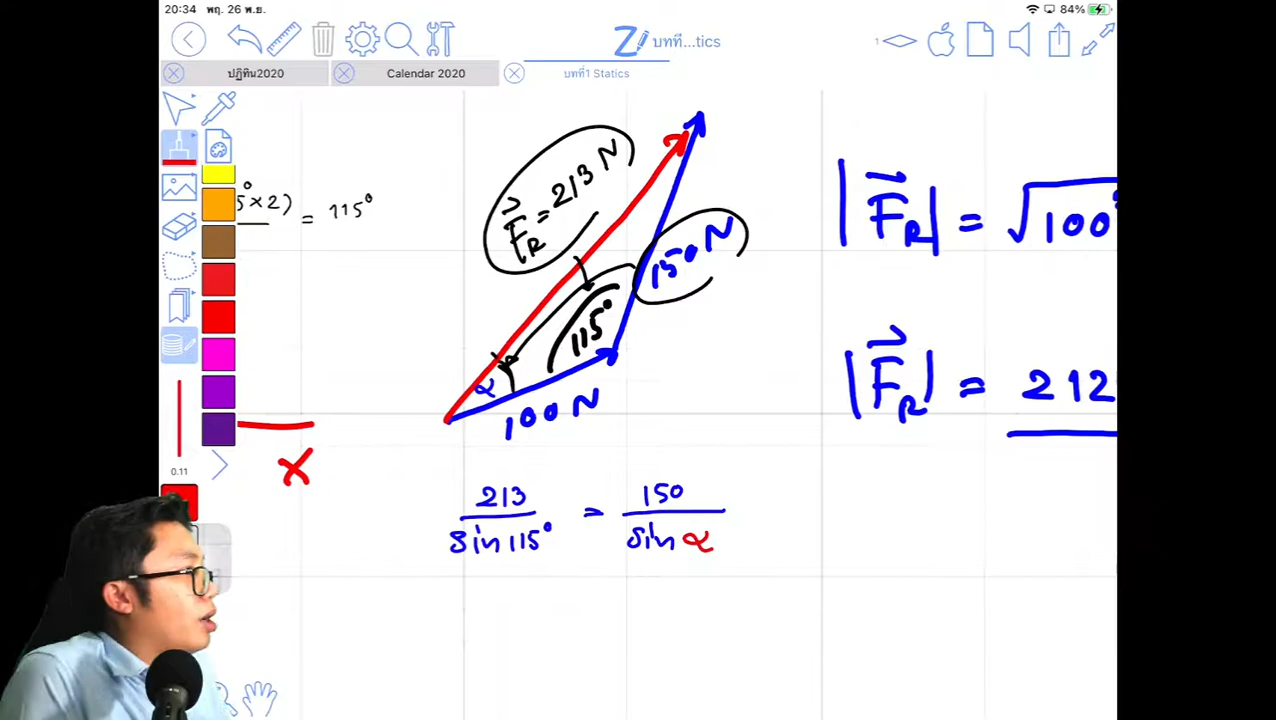 20:34 พฤ. 26 พ.ย.
84%
บทที่...tics
1
ปฏิทิน2020
Calendar 2020
บทที่1 Statics
5°×2) = 115°
F⃗R = 213 N
150 N
115°
α
100 N
|F⃗R| = √100
|F⃗R| = 212
0.11
x
213 / sin 115° = 150 / sin α